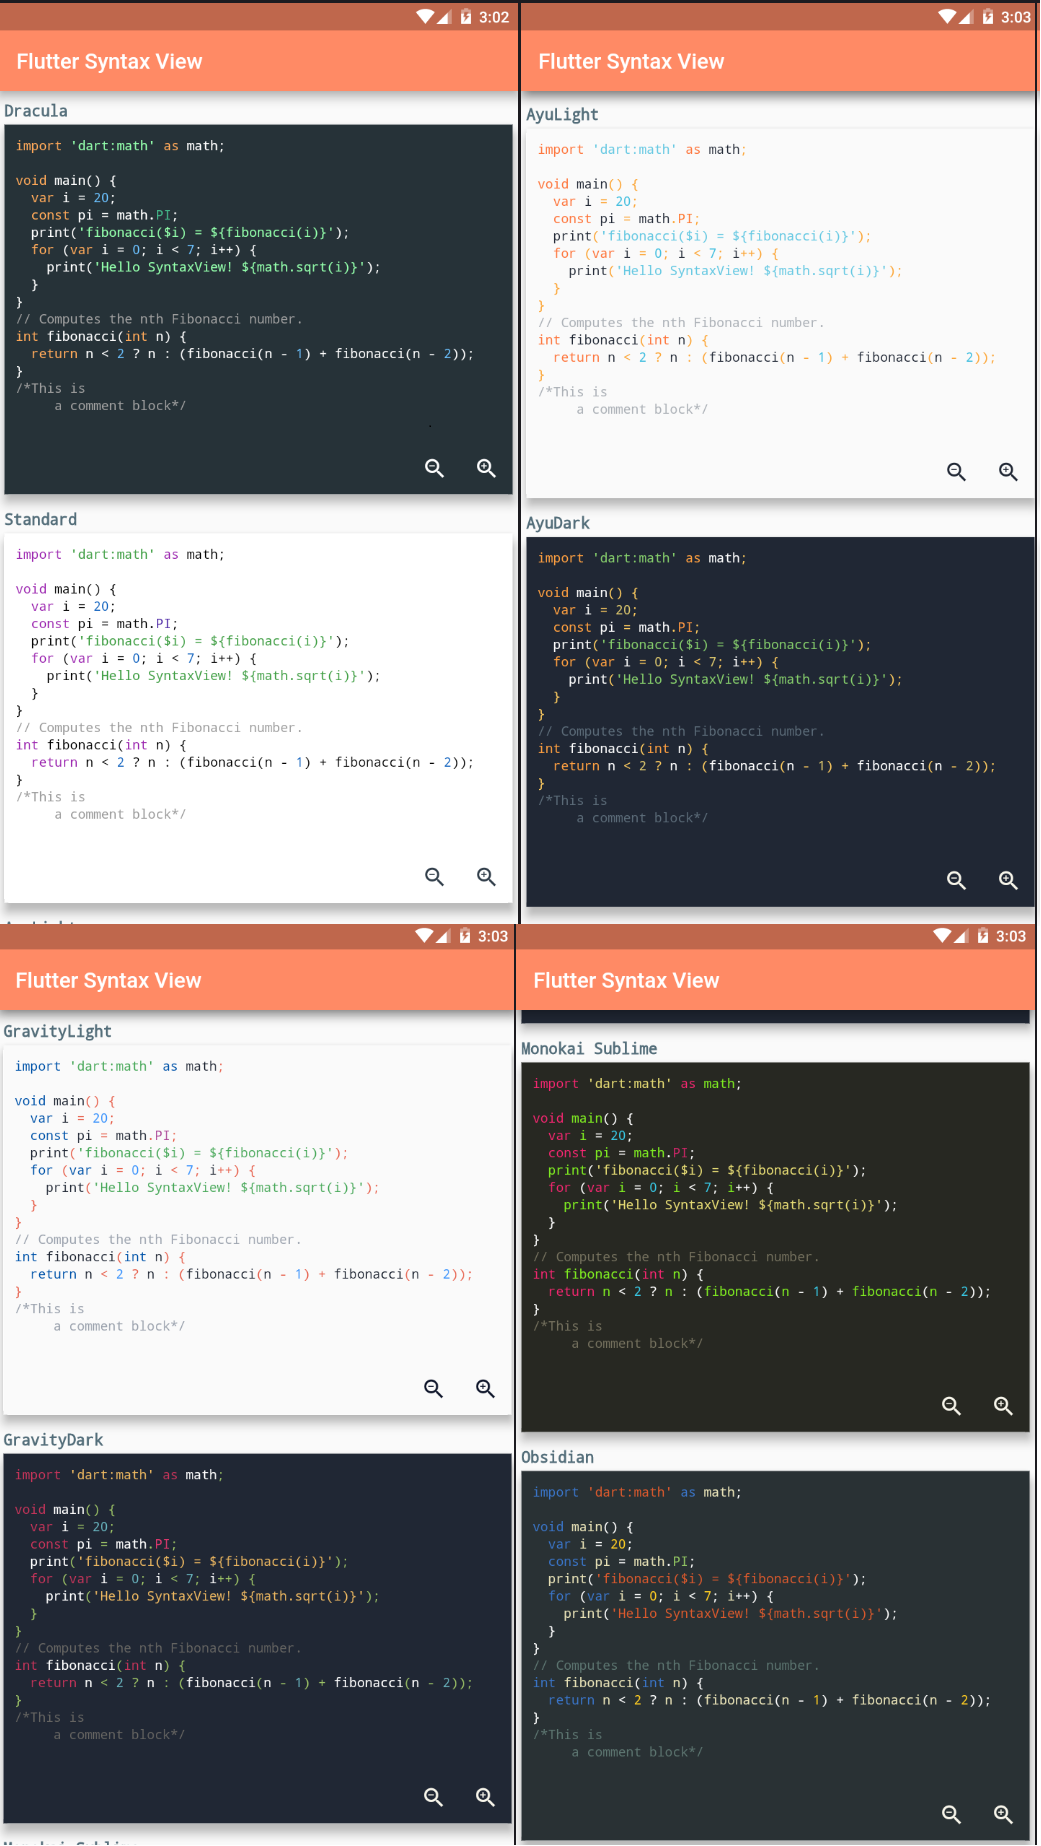 3:02
Flutter Syntax View
Dracula
import 'dart:math' as math;
void main() {
  var i = 20;
  const pi = math.PI;
  print('fibonacci($i) = ${fibonacci(i)}');
  for (var i = 0; i < 7; i++) {
    print('Hello SyntaxView! ${math.sqrt(i)}');
  }
}
// Computes the nth Fibonacci number.
int fibonacci(int n) {
  return n < 2 ? n : (fibonacci(n - 1) + fibonacci(n - 2));
}
/*This is
     a comment block*/
Standard
import 'dart:math' as math;
void main() {
  var i = 20;
  const pi = math.PI;
  print('fibonacci($i) = ${fibonacci(i)}');
  for (var i = 0; i < 7; i++) {
    print('Hello SyntaxView! ${math.sqrt(i)}');
  }
}
// Computes the nth Fibonacci number.
int fibonacci(int n) {
  return n < 2 ? n : (fibonacci(n - 1) + fibonacci(n - 2));
}
/*This is
     a comment block*/
3:03
Flutter Syntax View
AyuLight
import 'dart:math' as math;
void main() {
  var i = 20;
  const pi = math.PI;
  print('fibonacci($i) = ${fibonacci(i)}');
  for (var i = 0; i < 7; i++) {
    print('Hello SyntaxView! ${math.sqrt(i)}');
  }
}
// Computes the nth Fibonacci number.
int fibonacci(int n) {
  return n < 2 ? n : (fibonacci(n - 1) + fibonacci(n - 2));
}
/*This is
     a comment block*/
AyuDark
import 'dart:math' as math;
void main() {
  var i = 20;
  const pi = math.PI;
  print('fibonacci($i) = ${fibonacci(i)}');
  for (var i = 0; i < 7; i++) {
    print('Hello SyntaxView! ${math.sqrt(i)}');
  }
}
// Computes the nth Fibonacci number.
int fibonacci(int n) {
  return n < 2 ? n : (fibonacci(n - 1) + fibonacci(n - 2));
}
/*This is
     a comment block*/
3:03
Flutter Syntax View
GravityLight
import 'dart:math' as math;
void main() {
  var i = 20;
  const pi = math.PI;
  print('fibonacci($i) = ${fibonacci(i)}');
  for (var i = 0; i < 7; i++) {
    print('Hello SyntaxView! ${math.sqrt(i)}');
  }
}
// Computes the nth Fibonacci number.
int fibonacci(int n) {
  return n < 2 ? n : (fibonacci(n - 1) + fibonacci(n - 2));
}
/*This is
     a comment block*/
GravityDark
import 'dart:math' as math;
void main() {
  var i = 20;
  const pi = math.PI;
  print('fibonacci($i) = ${fibonacci(i)}');
  for (var i = 0; i < 7; i++) {
    print('Hello SyntaxView! ${math.sqrt(i)}');
  }
}
// Computes the nth Fibonacci number.
int fibonacci(int n) {
  return n < 2 ? n : (fibonacci(n - 1) + fibonacci(n - 2));
}
/*This is
     a comment block*/
3:03
Flutter Syntax View
Monokai Sublime
import 'dart:math' as math;
void main() {
  var i = 20;
  const pi = math.PI;
  print('fibonacci($i) = ${fibonacci(i)}');
  for (var i = 0; i < 7; i++) {
    print('Hello SyntaxView! ${math.sqrt(i)}');
  }
}
// Computes the nth Fibonacci number.
int fibonacci(int n) {
  return n < 2 ? n : (fibonacci(n - 1) + fibonacci(n - 2));
}
/*This is
     a comment block*/
Obsidian
import 'dart:math' as math;
void main() {
  var i = 20;
  const pi = math.PI;
  print('fibonacci($i) = ${fibonacci(i)}');
  for (var i = 0; i < 7; i++) {
    print('Hello SyntaxView! ${math.sqrt(i)}');
  }
}
// Computes the nth Fibonacci number.
int fibonacci(int n) {
  return n < 2 ? n : (fibonacci(n - 1) + fibonacci(n - 2));
}
/*This is
     a comment block*/